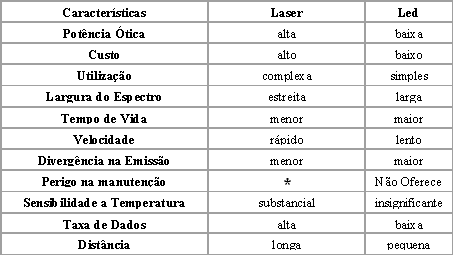 Características Laser Led
Potência Ótica alta baixa
Custo alto baixo
Utilização complexa simples
Largura do Espectro estreita larga
Tempo de Vida menor maior
Velocidade rápido lento
Divergência na Emissão menor maior
Perigo na manutenção * Não Oferece
Sensibilidade a Temperatura substancial insignificante
Taxa de Dados alta baixa
Distância longa pequena